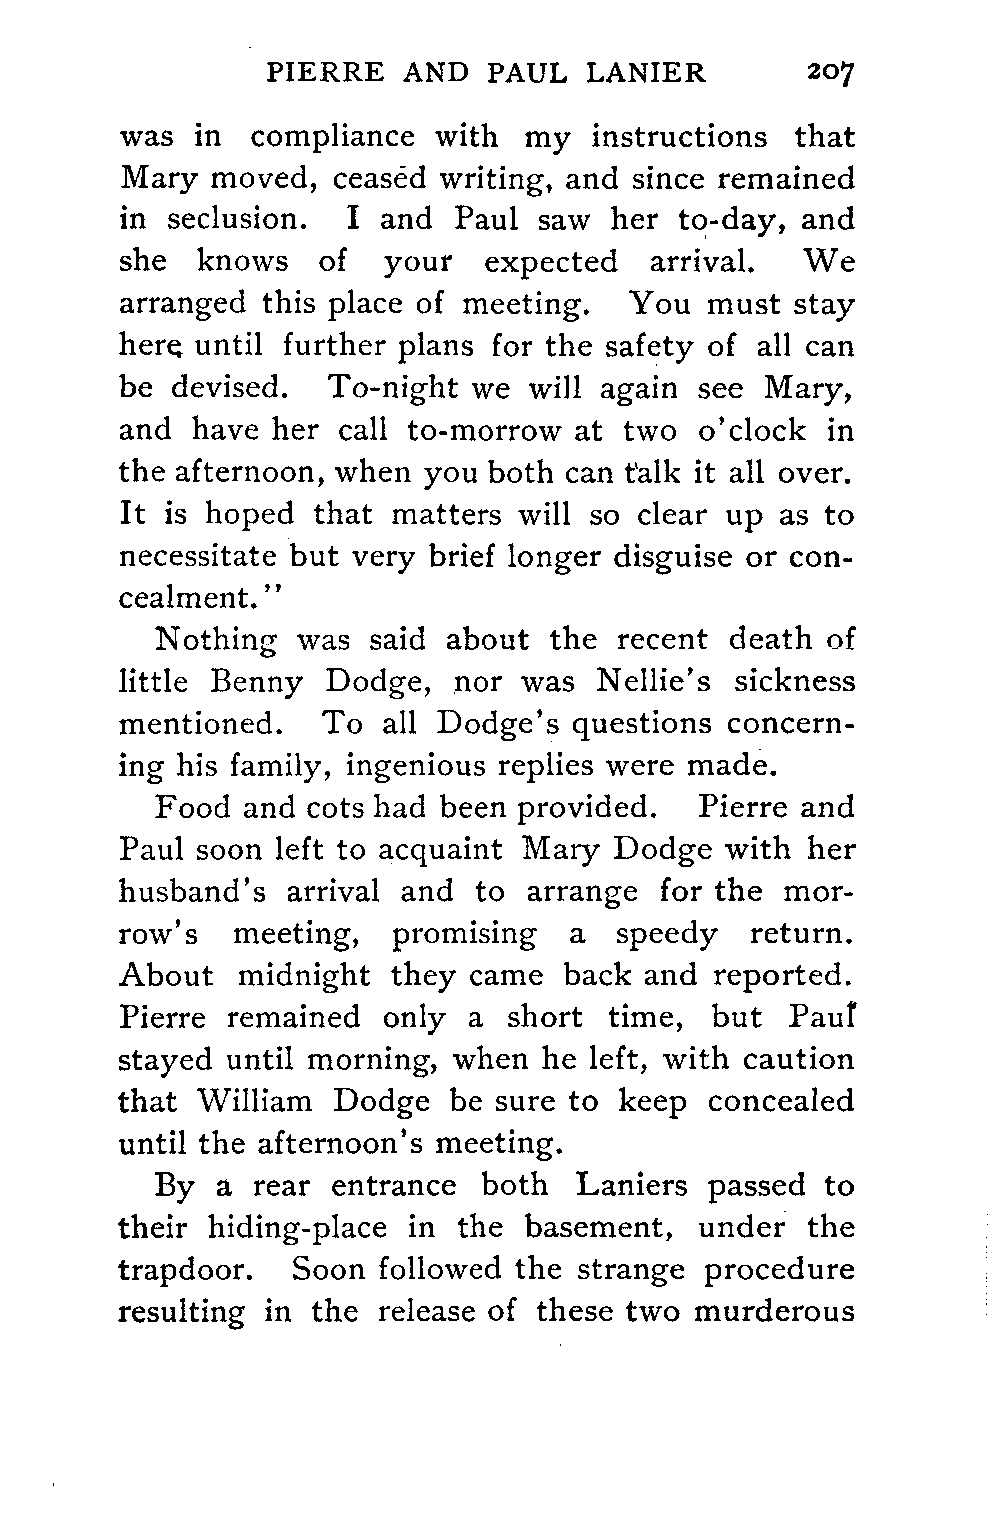 PIERRE AND PAUL LANIER 207
was in compliance with my instructions that
Mary moved, ceased writing, and since remained
in seclusion. I and Paul saw her to-day, and
she knows of your expected arrival. We
arranged this place of meeting. You must stay
here until further plans for the safety of all can
be devised. To-night we will again see Mary,
and have her call to-morrow at two o'clock in
the afternoon, when you both can talk it all over.
It is hoped that matters will so clear up as to
necessitate but very brief longer disguise or con-
cealment."
Nothing was said about the recent death of
little Benny Dodge, nor was Nellie's sickness
mentioned. To all Dodge's questions concern-
ing his family, ingenious replies were made.
Food and cots had been provided. Pierre and
Paul soon left to acquaint Mary Dodge with her
husband's arrival and to arrange for the mor-
row's meeting, promising a speedy return.
About midnight they came back and reported.
Pierre remained only a short time, but Paul
stayed until morning, when he left, with caution
that William Dodge be sure to keep concealed
until the afternoon's meeting.
By a rear entrance both Laniers passed to
their hiding-place in the basement, under the
trapdoor. Soon followed the strange procedure
resulting in the release of these two murderous